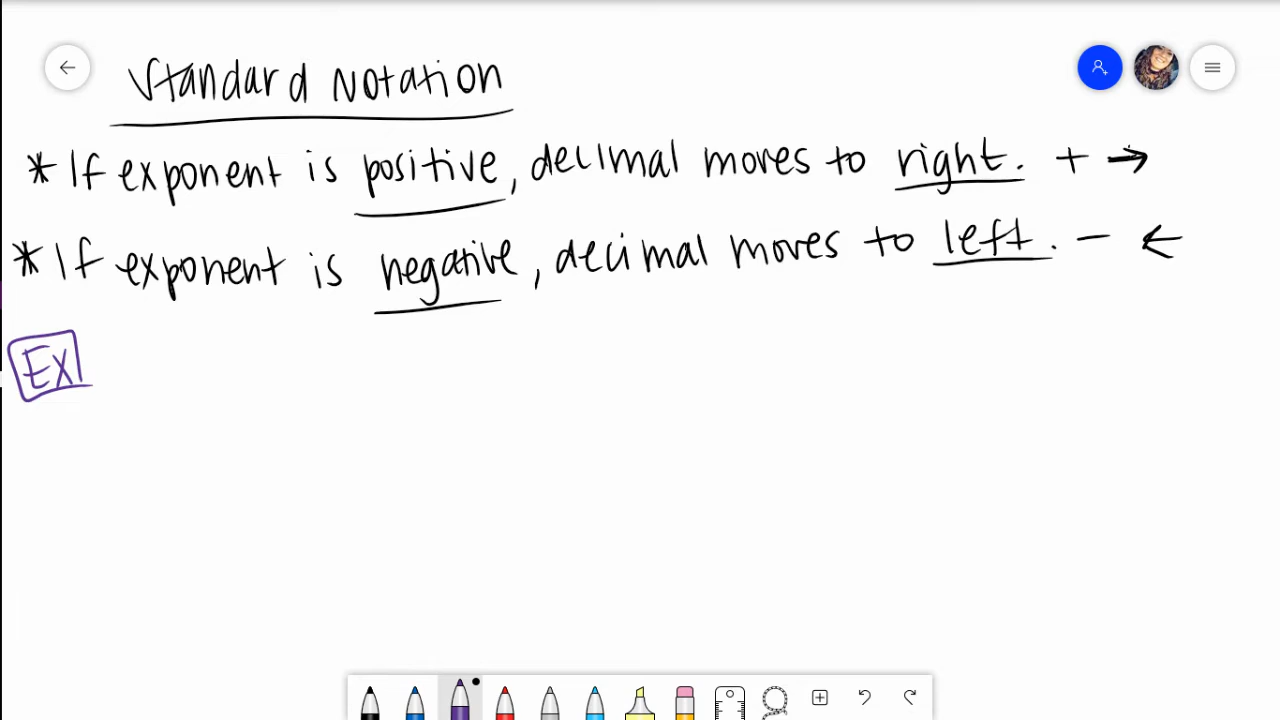 Standard Notation
*If exponent is positive, decimal moves to right. + →
*If exponent is negative, decimal moves to left. - ←
Ex